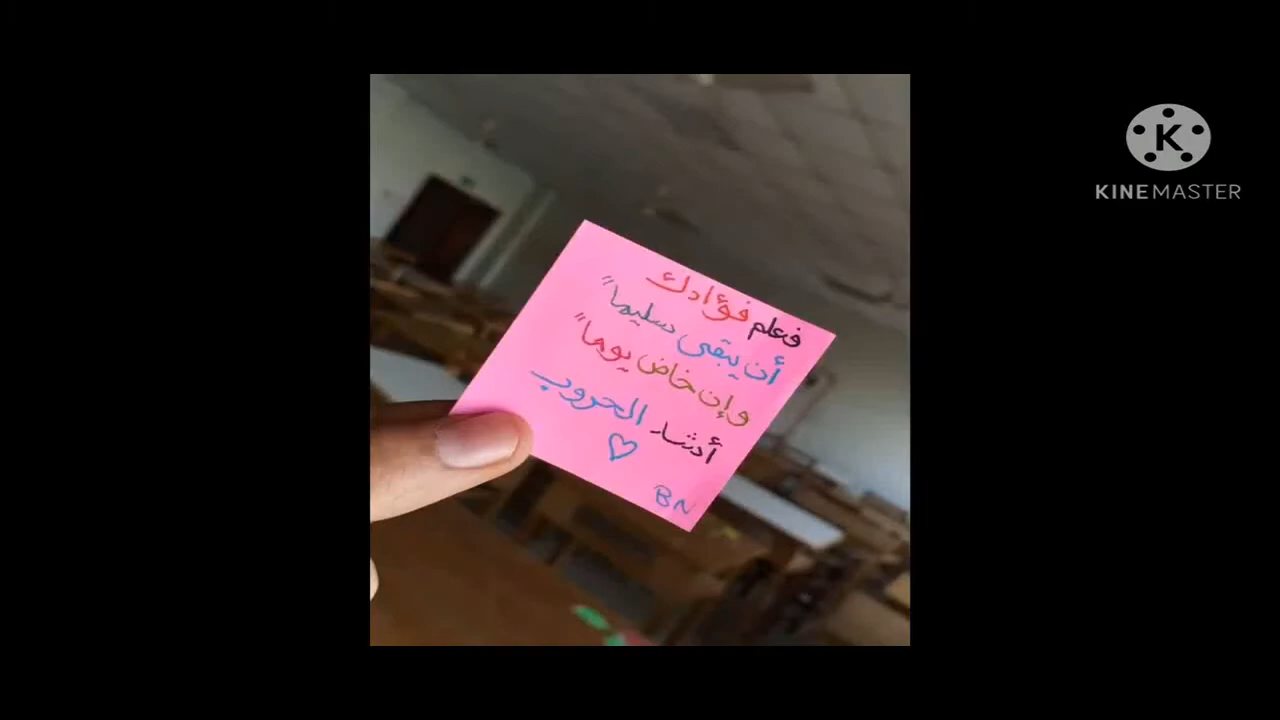 فعلم فؤادك
أن يبقى سليماً
وإن خاض يوماً
أشد الحروب
♡
BN
KINEMASTER